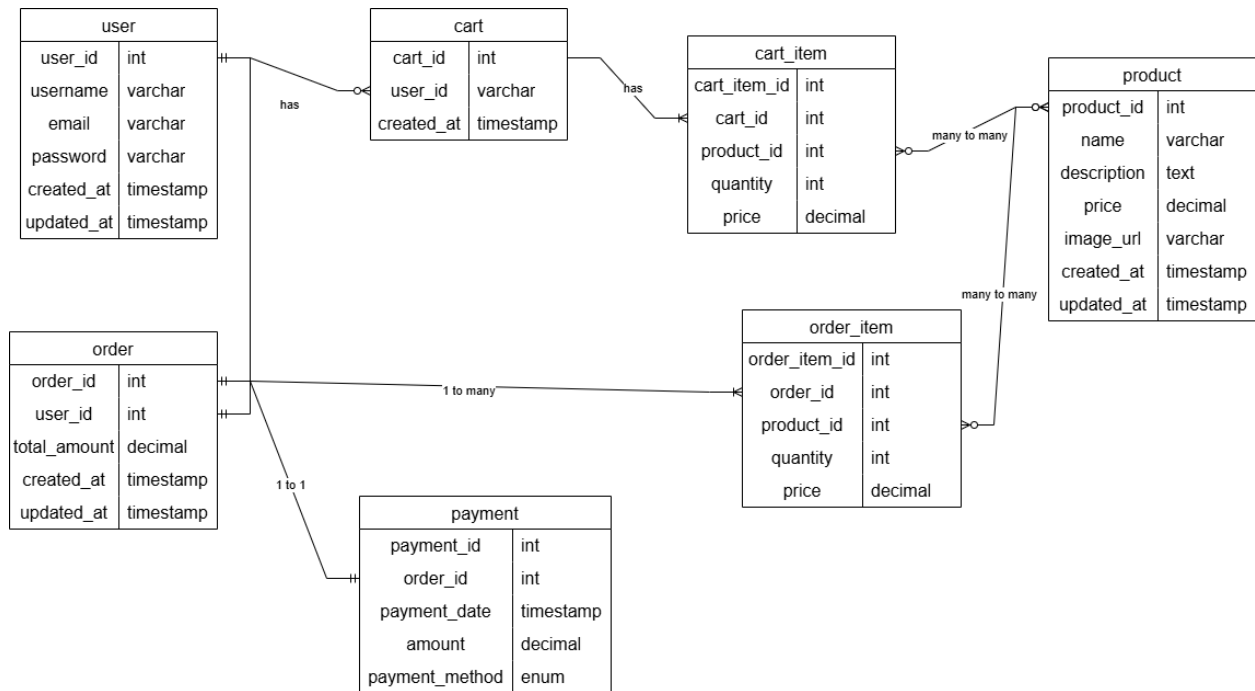 user
user_id int
username varchar
email varchar
password varchar
created_at timestamp
updated_at timestamp
has
cart
cart_id int
user_id varchar
created_at timestamp
has
cart_item
cart_item_id int
cart_id int
product_id int
quantity int
price decimal
many to many
product
product_id int
name varchar
description text
price decimal
image_url varchar
created_at timestamp
updated_at timestamp
many to many
order
order_id int
user_id int
total_amount decimal
created_at timestamp
updated_at timestamp
1 to many
order_item
order_item_id int
order_id int
product_id int
quantity int
price decimal
1 to 1
payment
payment_id int
order_id int
payment_date timestamp
amount decimal
payment_method enum